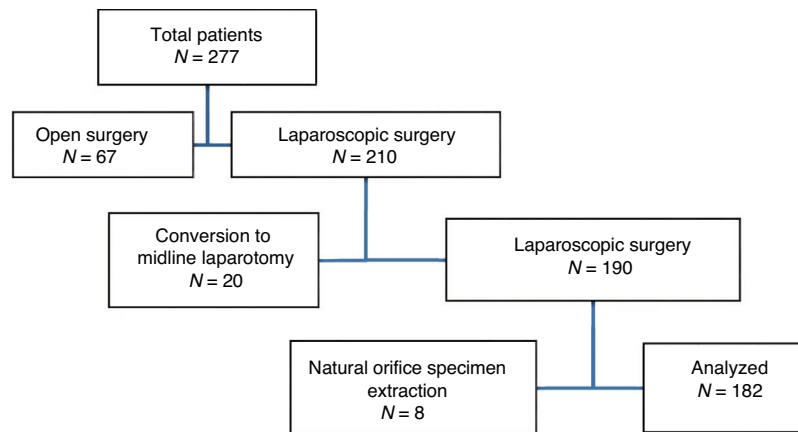 Total patients
N = 277
Open surgery
N = 67
Laparoscopic surgery
N = 210
Conversion to
midline laparotomy
N = 20
Laparoscopic surgery
N = 190
Natural orifice specimen
extraction
N = 8
Analyzed
N = 182